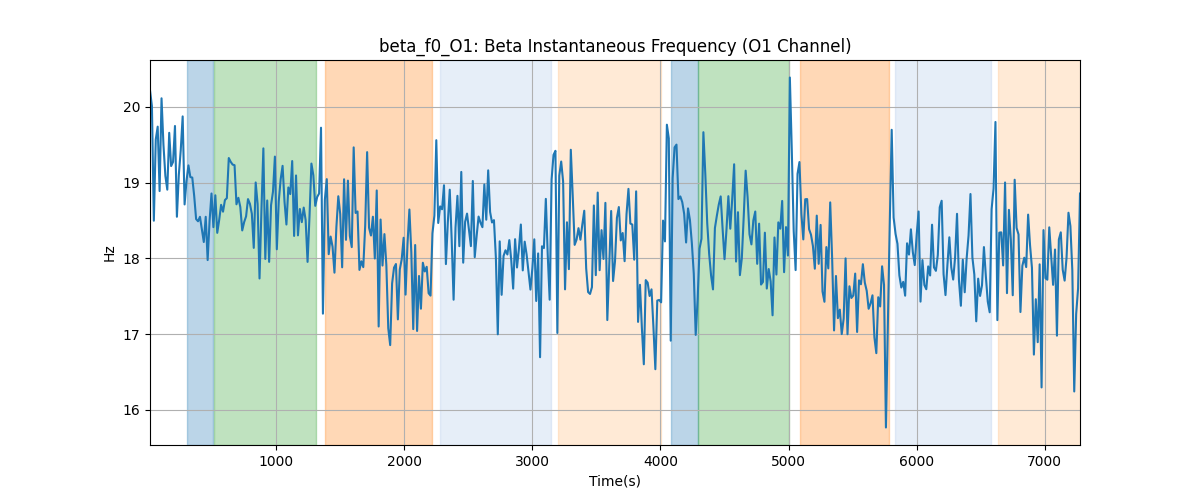 beta_f0_O1: Beta Instantaneous Frequency (O1 Channel)
Hz
20
19
18
17
16
1000 2000 3000 4000 5000 6000 7000
Time(s)